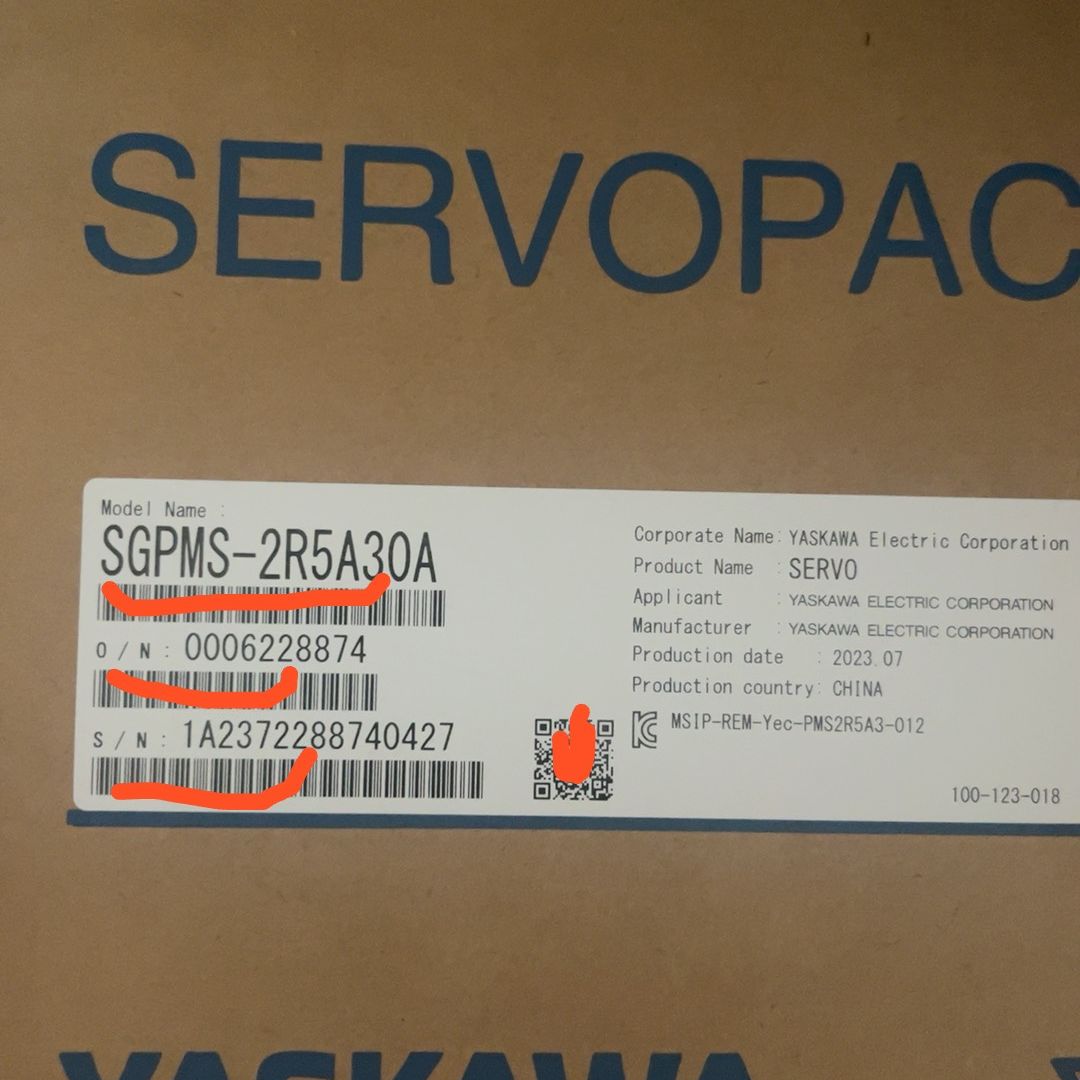 SERVOPAC
Model Name :
SGPMS-2R5A30A
O / N : 0006228874
S / N : 1A2372288740427
Corporate Name: YASKAWA Electric Corporation
Product Name : SERVO
Applicant : YASKAWA ELECTRIC CORPORATION
Manufacturer : YASKAWA ELECTRIC CORPORATION
Production date : 2023.07
Production country: CHINA
MSIP-REM-Yec-PMS2R5A3-012
100-123-018
YASKAWA